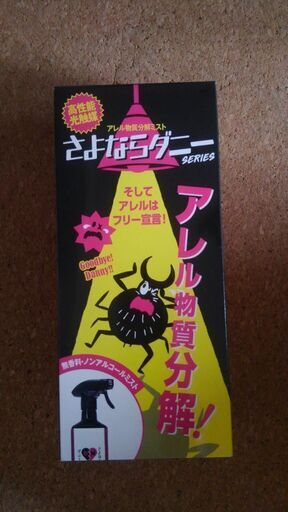 高性能
光触媒
アレル物質分解ミスト
さよならダニー
SERIES
そして
アレルは
フリー宣言!
Goodbye!
Danny!!
アレル物質分解!
無香料・ノンアルコール・ミスト